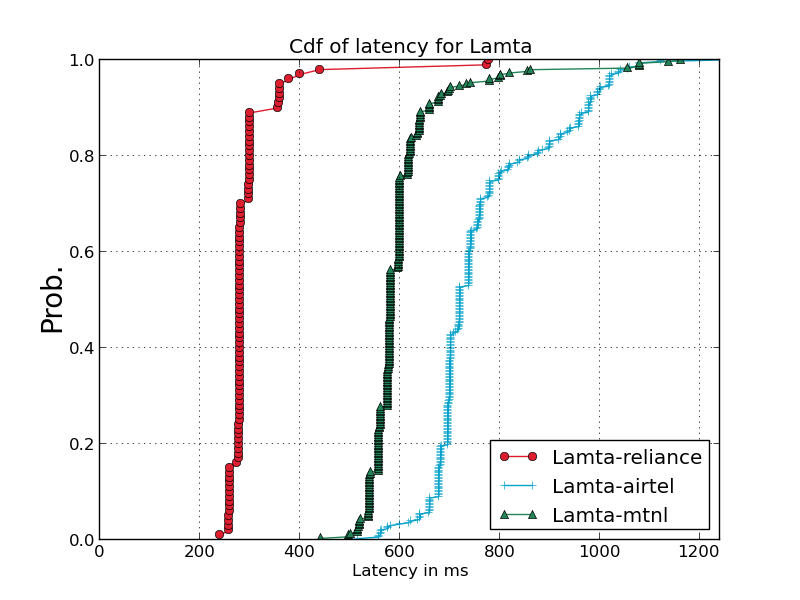 Cdf of latency for Lamta
1.0
0.8
0.6
0.4
0.2
0.0
Prob.
0 200 400 600 800 1000 1200
Latency in ms
Lamta-reliance
Lamta-airtel
Lamta-mtnl